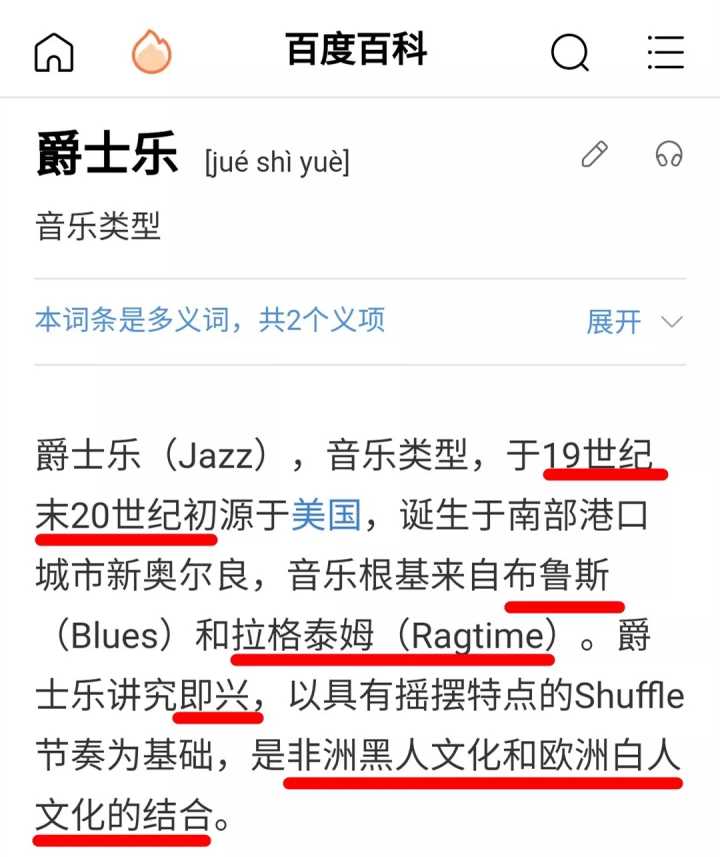 百度百科
爵士乐 [jué shì yuè]
音乐类型
本词条是多义词，共2个义项 展开
爵士乐（Jazz），音乐类型，于19世纪
末20世纪初源于美国，诞生于南部港口
城市新奥尔良，音乐根基来自布鲁斯
（Blues）和拉格泰姆（Ragtime）。爵
士乐讲究即兴，以具有摇摆特点的Shuffle
节奏为基础，是非洲黑人文化和欧洲白人
文化的结合。